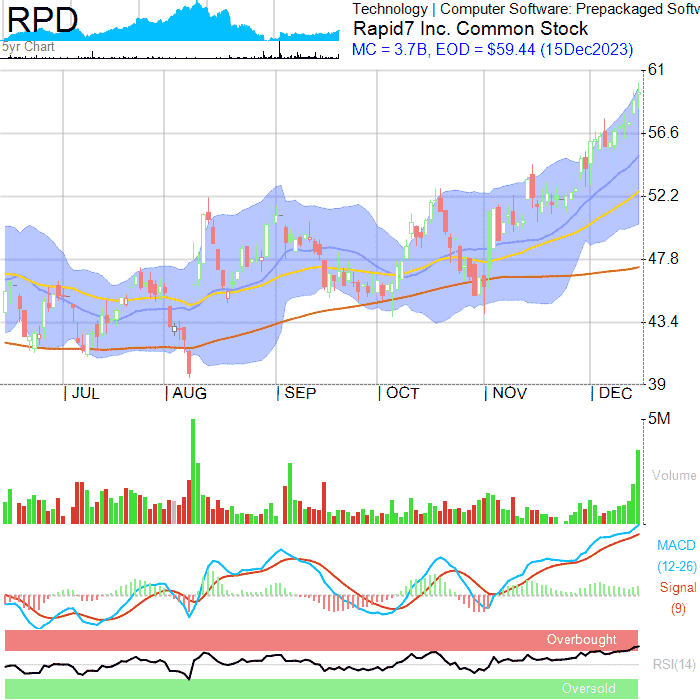 RPD
5yr Chart
Technology | Computer Software: Prepackaged Softw
Rapid7 Inc. Common Stock
MC = 3.7B, EOD = $59.44 (15Dec2023)
61
56.6
52.2
47.8
43.4
39
| JUL | AUG | SEP | OCT | NOV | DEC
5M
Volume
MACD
(12-26)
Signal
(9)
Overbought
RSI(14)
Oversold